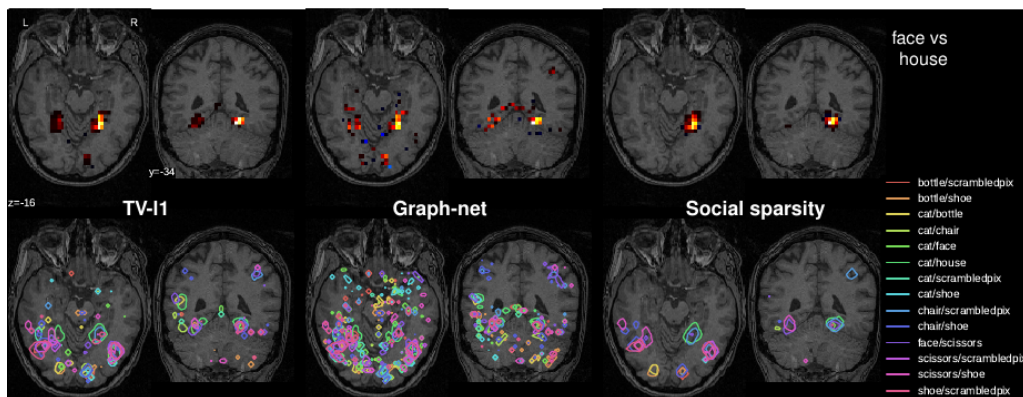 L
R
face vs
house
y=-34
z=-16
TV-l1
Graph-net
Social sparsity
bottle/scrambledpix
bottle/shoe
cat/bottle
cat/chair
cat/face
cat/house
cat/scrambledpix
cat/shoe
chair/scrambledpix
chair/shoe
face/scissors
scissors/scrambledpix
scissors/shoe
shoe/scrambledpix